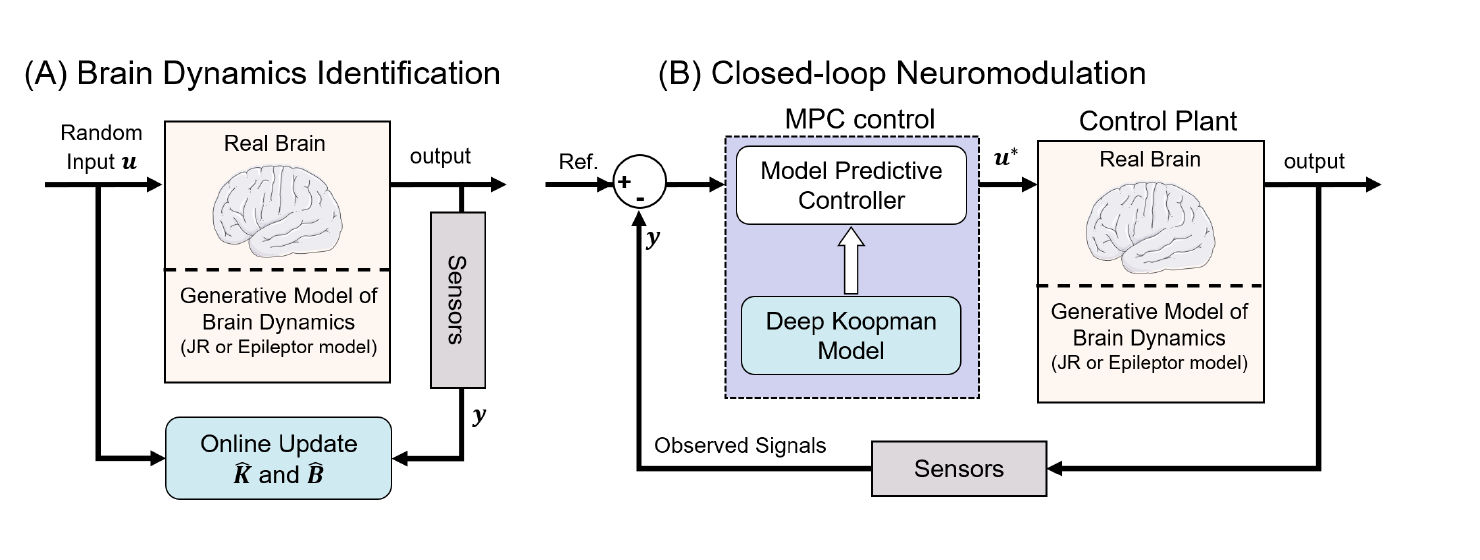 (A) Brain Dynamics Identification
Random
Input u
Real Brain
output
Generative Model of
Brain Dynamics
(JR or Epileptor model)
Sensors
y
Online Update
K̂ and B̂
(B) Closed-loop Neuromodulation
MPC control
Control Plant
Ref.
+
-
y
Model Predictive
Controller
Deep Koopman
Model
u*
Real Brain
output
Generative Model of
Brain Dynamics
(JR or Epileptor model)
Observed Signals
Sensors